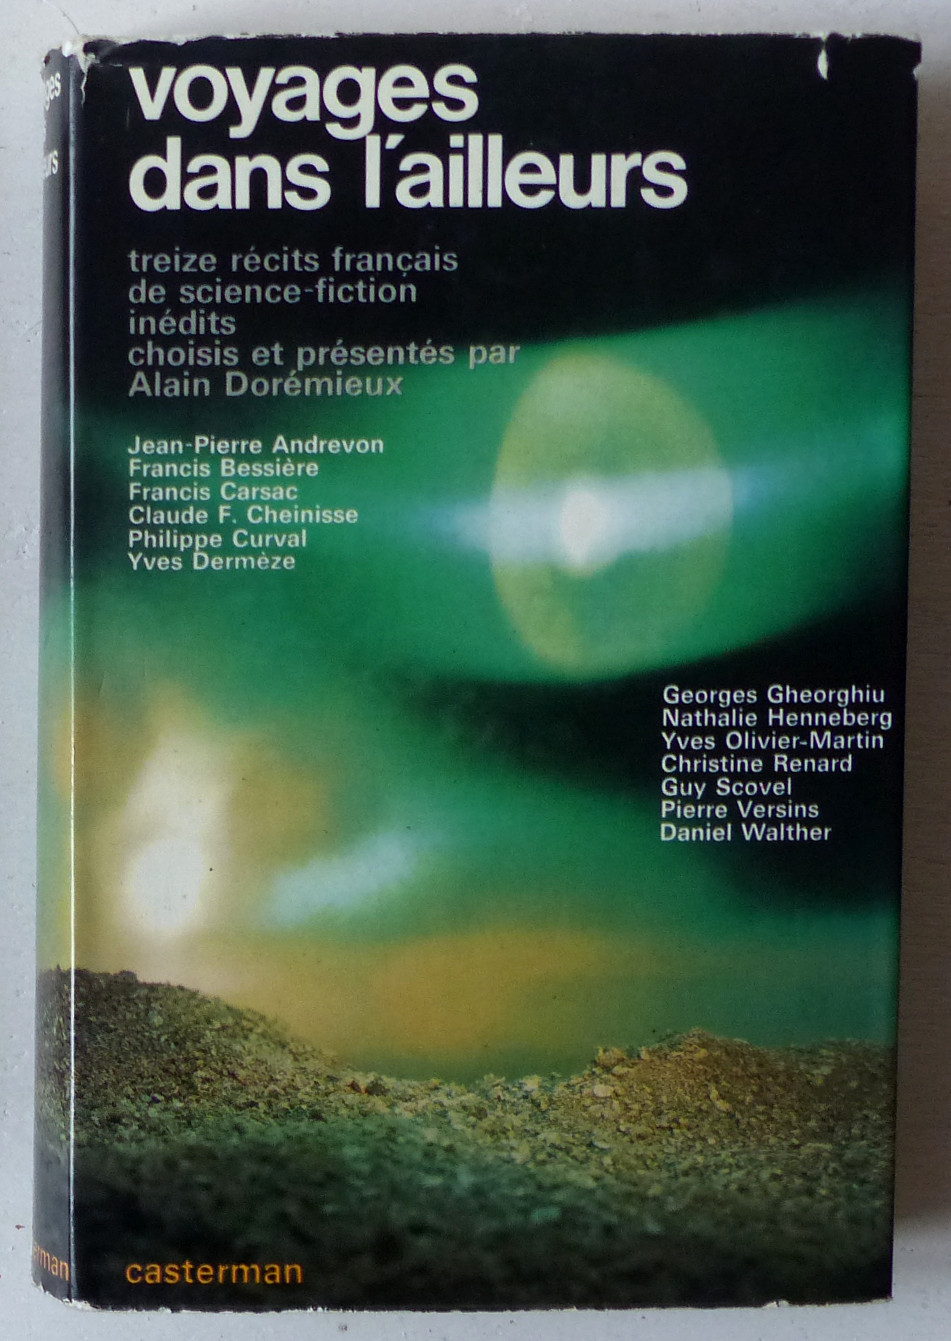 voyages
dans l'ailleurs
treize récits français
de science-fiction
inédits
choisis et présentés par
Alain Dorémieux
Jean-Pierre Andrevon
Francis Bessière
Francis Carsac
Claude F. Cheinisse
Philippe Curval
Yves Dermèze
Georges Gheorghiu
Nathalie Henneberg
Yves Olivier-Martin
Christine Renard
Guy Scovel
Pierre Versins
Daniel Walther
casterman